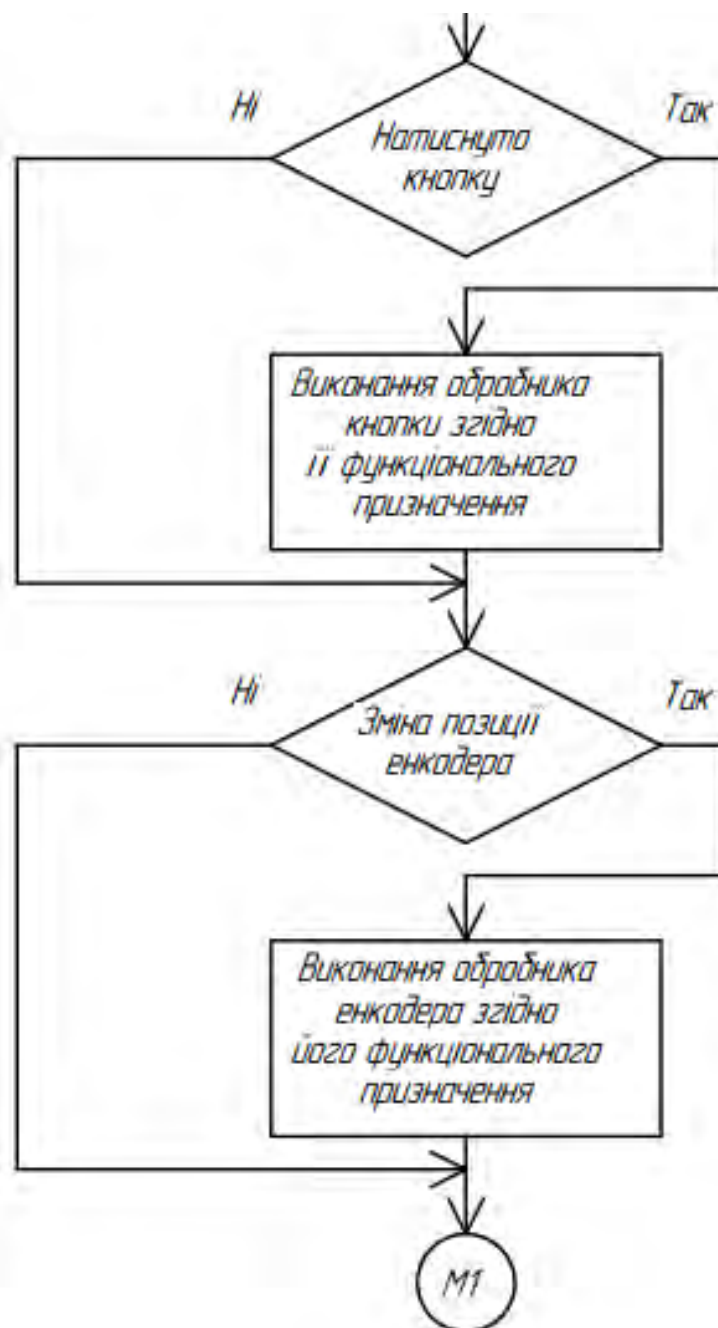 Ні
Так
Натиснуто
кнопку
Виконання обробника
кнопки згідно
її функціонального
призначення
Ні
Так
Зміна позиції
енкодера
Виконання обробника
енкодера згідно
його функціонального
призначення
М1